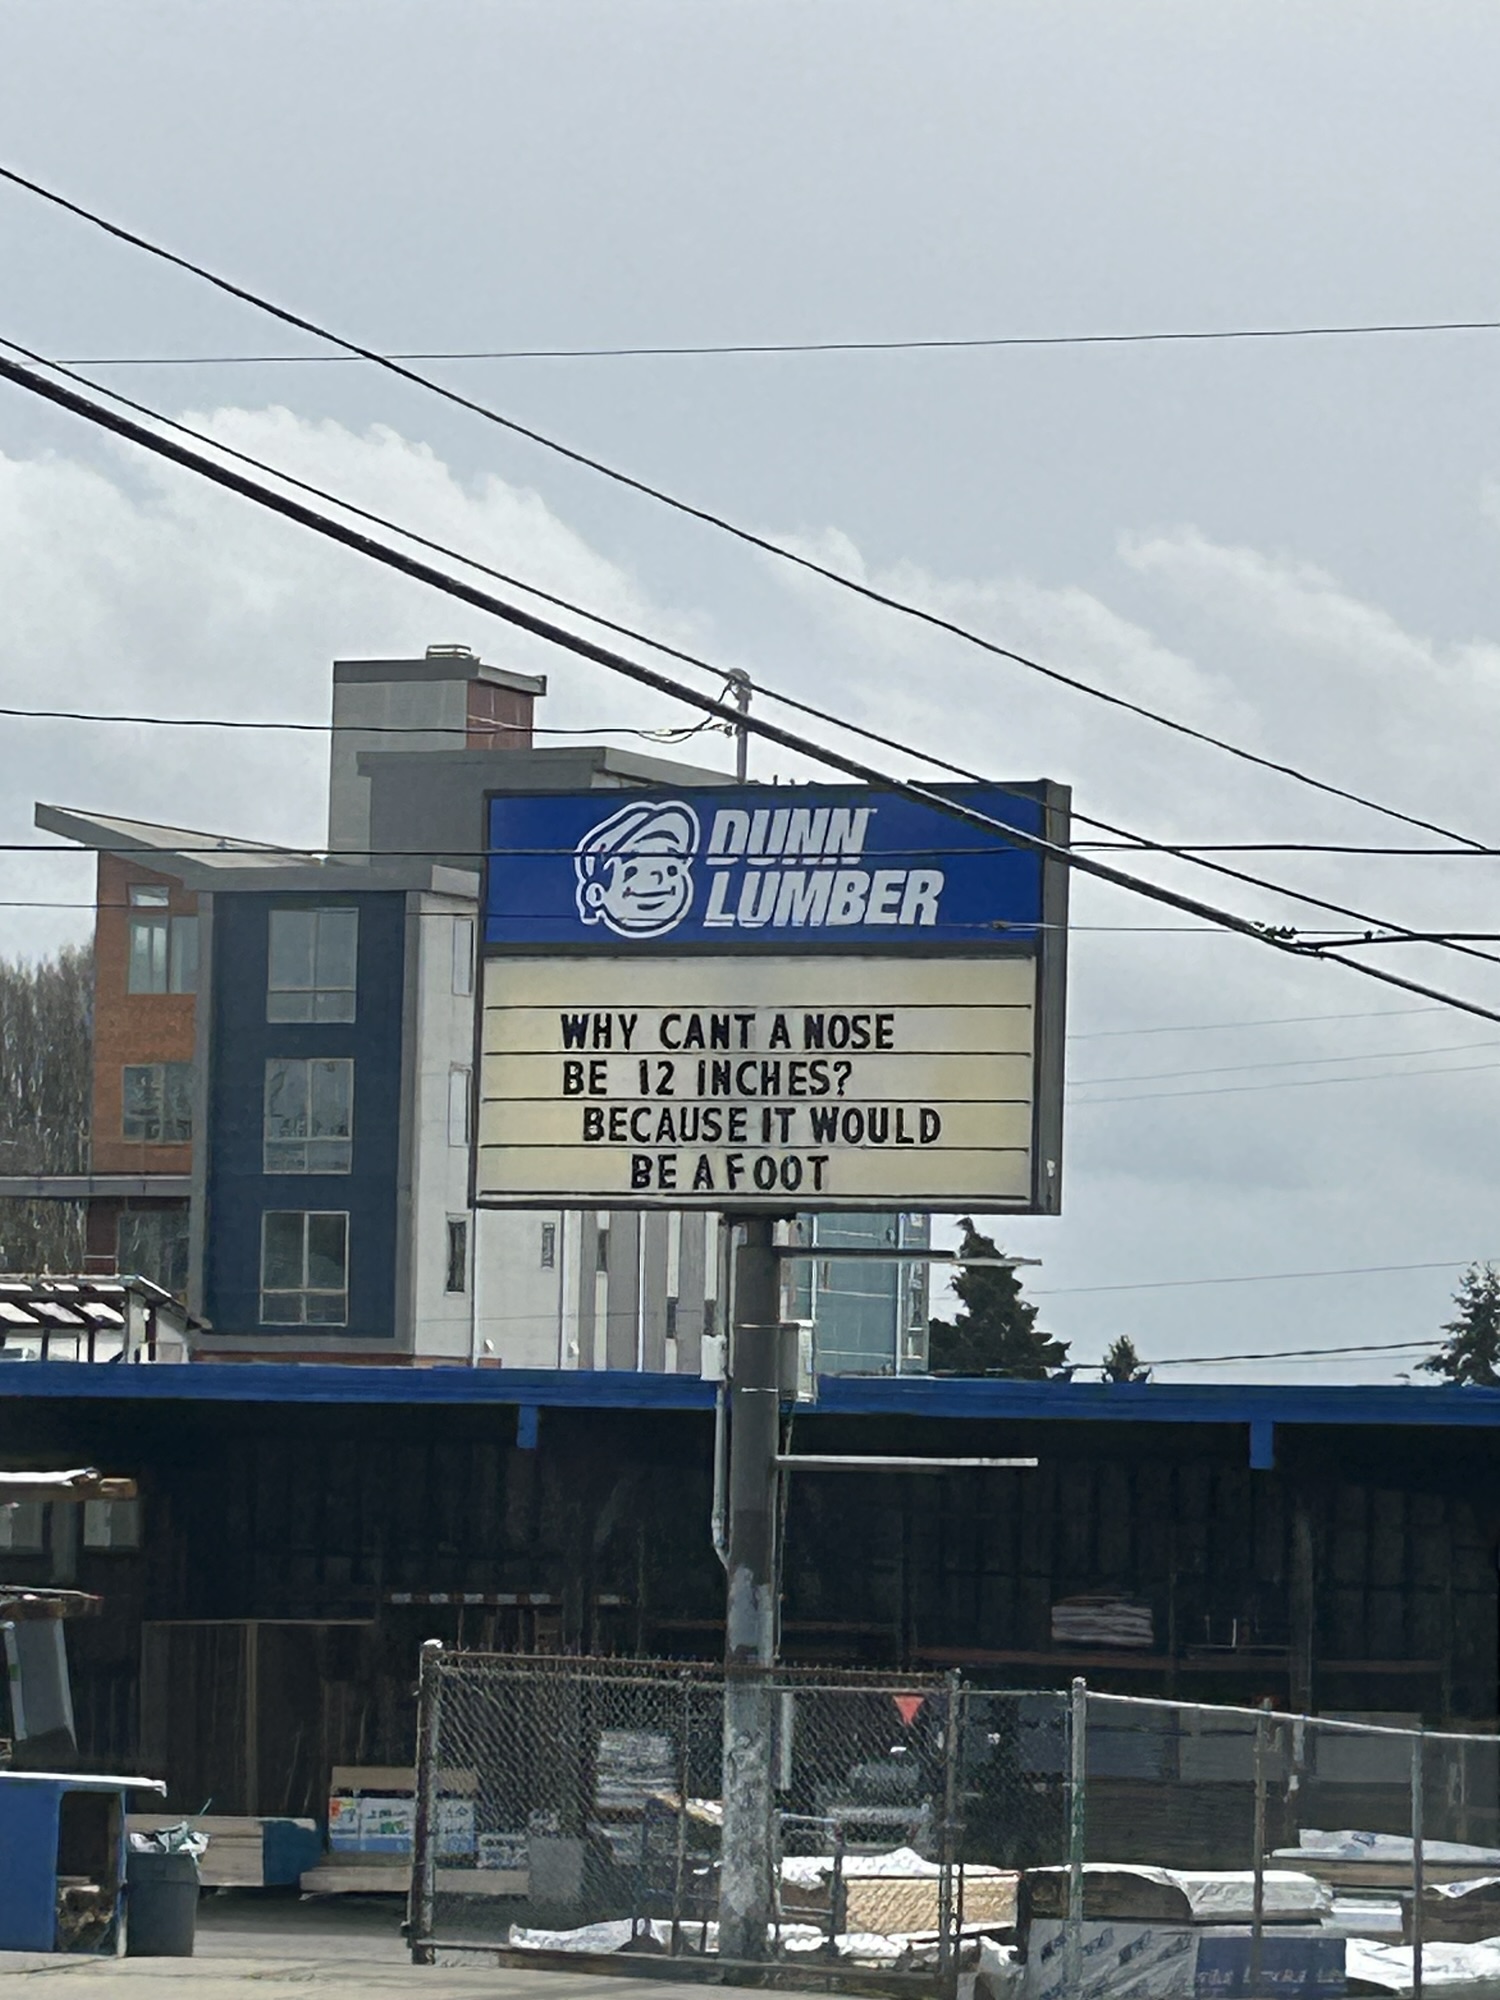 DUNN
LUMBER
WHY CANT A NOSE
BE 12 INCHES?
BECAUSE IT WOULD
BE A FOOT